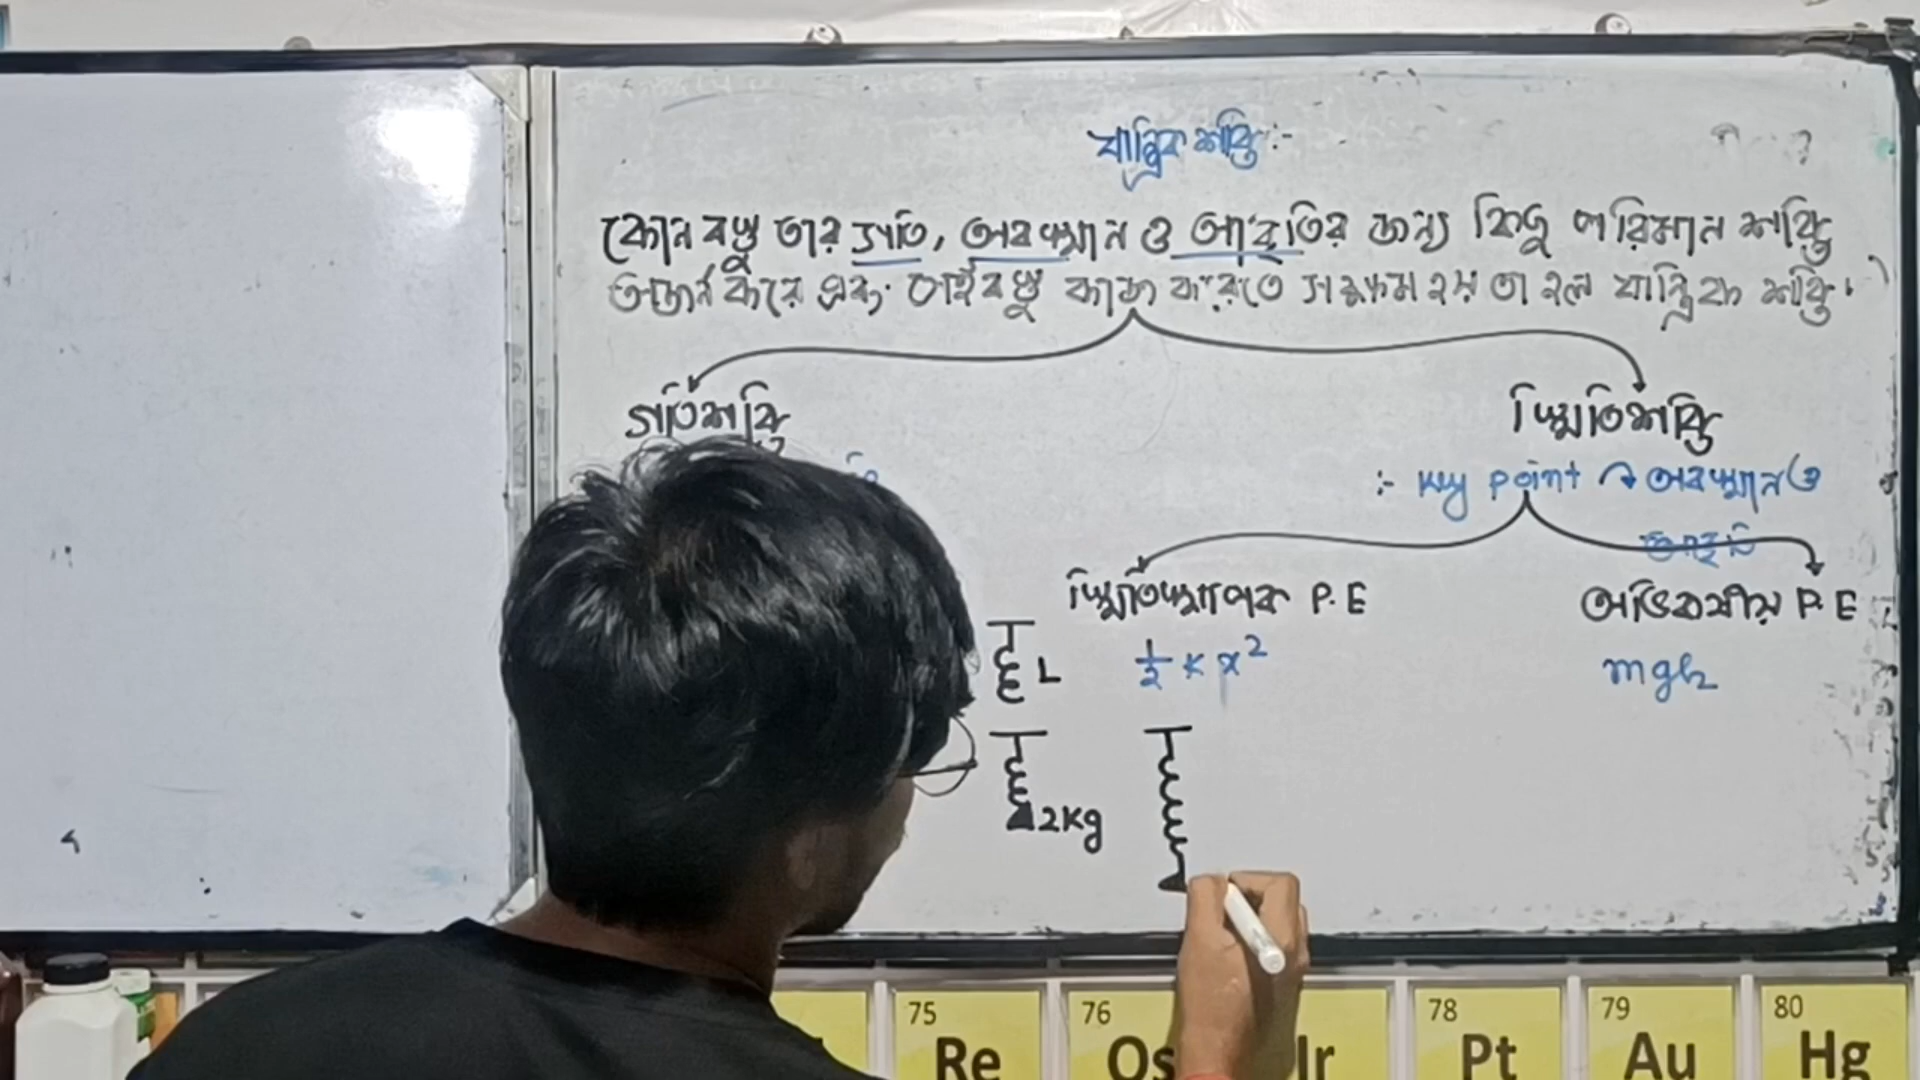 যান্ত্রিক শক্তি :-
কোন বস্তু তার গতি, অবস্থান ও আকৃতির জন্য কিছু পরিমান শক্তি
অর্জন করে এবং সেই বস্তু কাজ করতে সক্ষম হয় তা হল যান্ত্রিক শক্তি।
গতিশক্তি
স্থিতিশক্তি
:- key point → অবস্থান ও
আকৃতি
স্থিতিস্থাপক P.E
অভিকর্ষীয় P.E
L
1/2 K x²
mgh
2Kg
75
Re
76
Os
Ir
78
Pt
79
Au
80
Hg